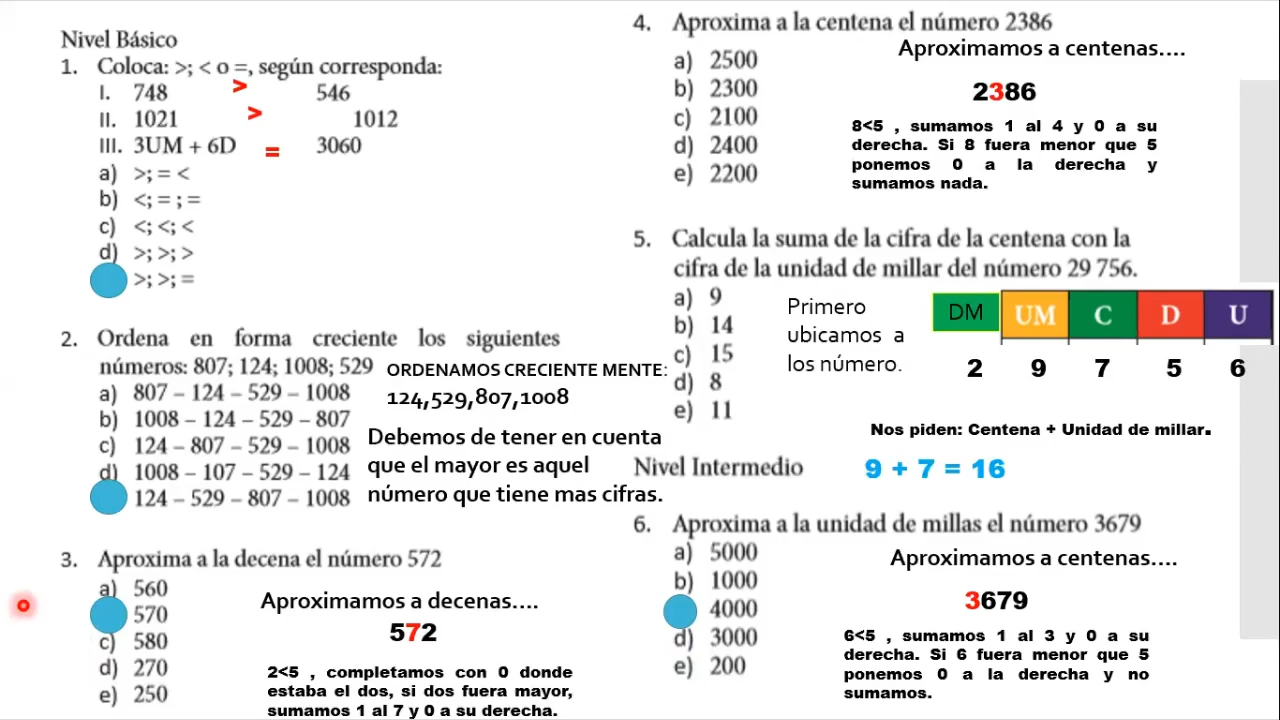 Nivel Básico
1. Coloca: >; < o =, según corresponda:
I. 748 > 546
II. 1021 > 1012
III. 3UM + 6D = 3060
a) >; = <
b) <; = ; =
c) <; <; <
d) >; >; >
>; >; =
2. Ordena en forma creciente los siguientes
números: 807; 124; 1008; 529
a) 807 – 124 – 529 – 1008
b) 1008 – 124 – 529 – 807
c) 124 – 807 – 529 – 1008
d) 1008 – 107 – 529 – 124
124 – 529 – 807 – 1008
ORDENAMOS CRECIENTE MENTE:
124,529,807,1008
Debemos de tener en cuenta
que el mayor es aquel
número que tiene mas cifras.
3. Aproxima a la decena el número 572
a) 560
570
c) 580
d) 270
e) 250
Aproximamos a decenas....
572
2<5 , completamos con 0 donde
estaba el dos, si dos fuera mayor,
sumamos 1 al 7 y 0 a su derecha.
4. Aproxima a la centena el número 2386
a) 2500
b) 2300
c) 2100
d) 2400
e) 2200
Aproximamos a centenas....
2386
8<5 , sumamos 1 al 4 y 0 a su
derecha. Si 8 fuera menor que 5
ponemos 0 a la derecha y
sumamos nada.
5. Calcula la suma de la cifra de la centena con la
cifra de la unidad de millar del número 29 756.
a) 9
b) 14
c) 15
d) 8
e) 11
Primero
ubicamos a
los número.
DM UM C D U
2 9 7 5 6
Nos piden: Centena + Unidad de millar.
9 + 7 = 16
Nivel Intermedio
6. Aproxima a la unidad de millas el número 3679
a) 5000
b) 1000
4000
d) 3000
e) 200
Aproximamos a centenas....
3679
6<5 , sumamos 1 al 3 y 0 a su
derecha. Si 6 fuera menor que 5
ponemos 0 a la derecha y no
sumamos.